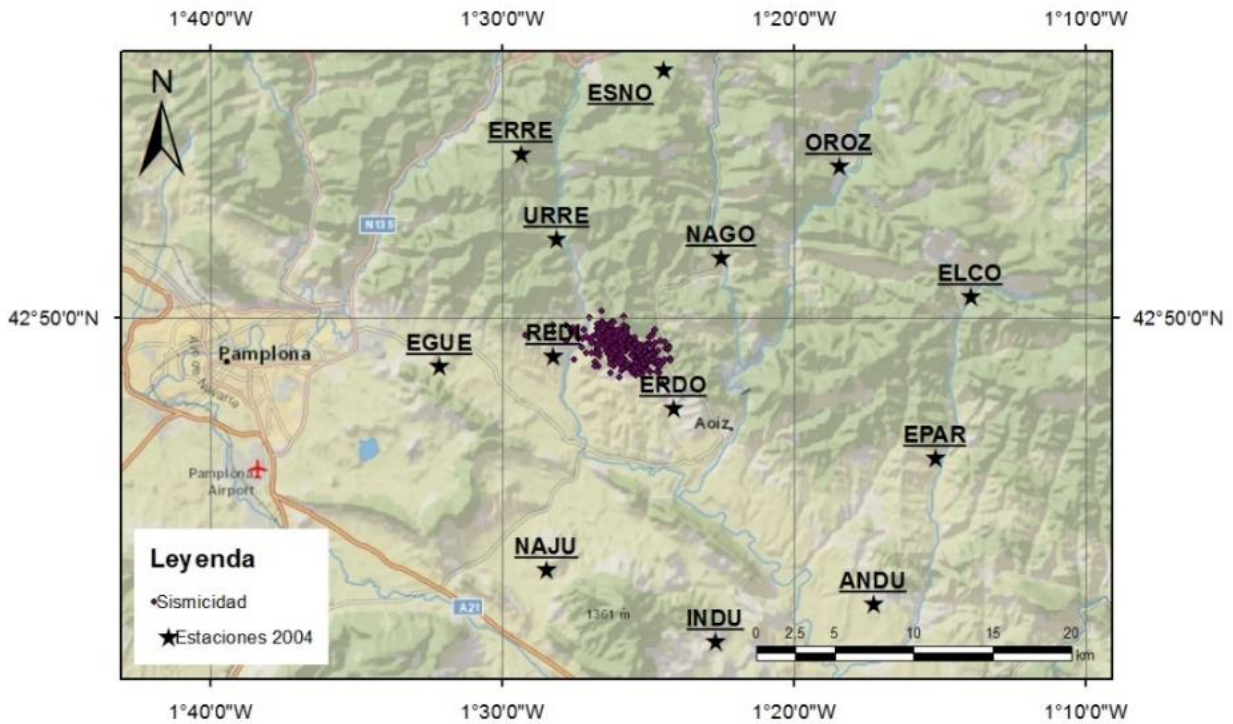 1°40'0"W 1°30'0"W 1°20'0"W 1°10'0"W
N
ESNO
ERRE
OROZ
N135
URRE
NAGO
ELCO
42°50'0"N 42°50'0"N
REDI
EGUE
Pamplona
ERDO
Navarra
Aoiz
EPAR
Pamplona
Airport
NAJU
Leyenda
ANDU
Sismicidad
A21
1361 m
INDU
Estaciones 2004
0 2,5 5 10 15 20
km
1°40'0"W 1°30'0"W 1°20'0"W 1°10'0"W